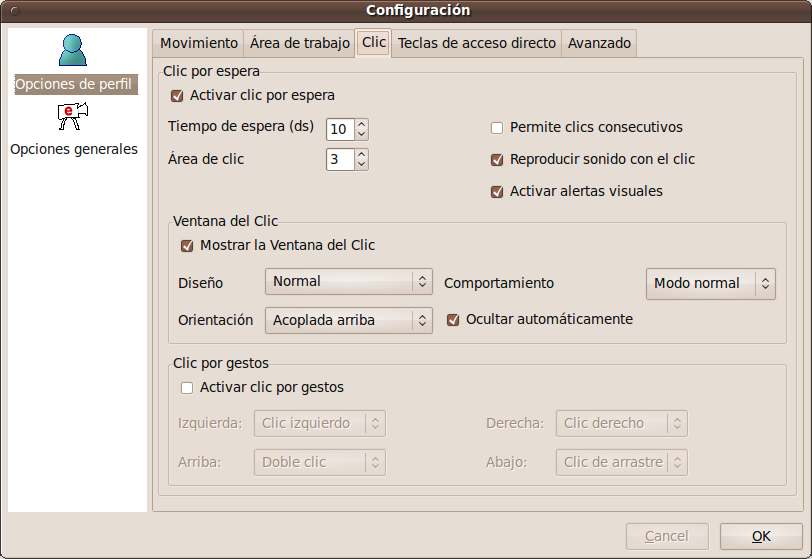 Configuración
Opciones de perfil
e
Opciones generales
Movimiento Área de trabajo Clic Teclas de acceso directo Avanzado
Clic por espera
Activar clic por espera
Tiempo de espera (ds) 10 Permite clics consecutivos
Área de clic 3 Reproducir sonido con el clic
Activar alertas visuales
Ventana del Clic
Mostrar la Ventana del Clic
Diseño Normal Comportamiento Modo normal
Orientación Acoplada arriba Ocultar automáticamente
Clic por gestos
Activar clic por gestos
Izquierda: Clic izquierdo Derecha: Clic derecho
Arriba: Doble clic Abajo: Clic de arrastre
Cancel OK